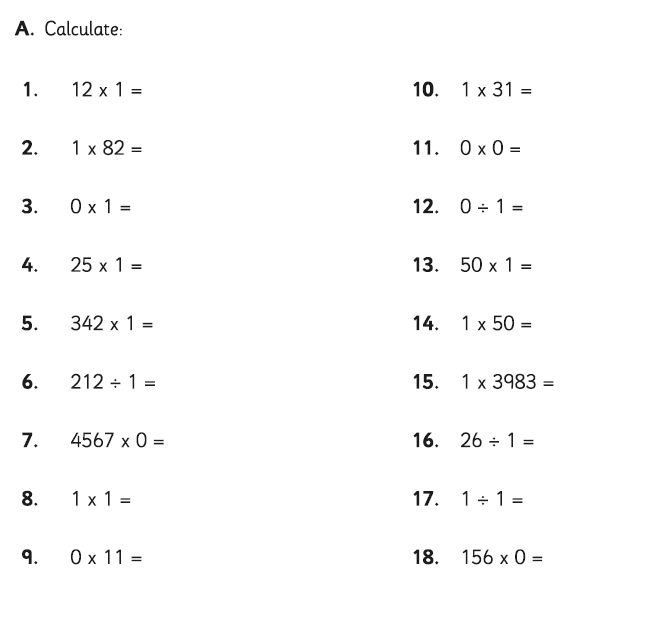 A. Calculate:
1. 12 x 1 =
2. 1 x 82 =
3. 0 x 1 =
4. 25 x 1 =
5. 342 x 1 =
6. 212 ÷ 1 =
7. 4567 x 0 =
8. 1 x 1 =
9. 0 x 11 =
10. 1 x 31 =
11. 0 x 0 =
12. 0 ÷ 1 =
13. 50 x 1 =
14. 1 x 50 =
15. 1 x 3983 =
16. 26 ÷ 1 =
17. 1 ÷ 1 =
18. 156 x 0 =